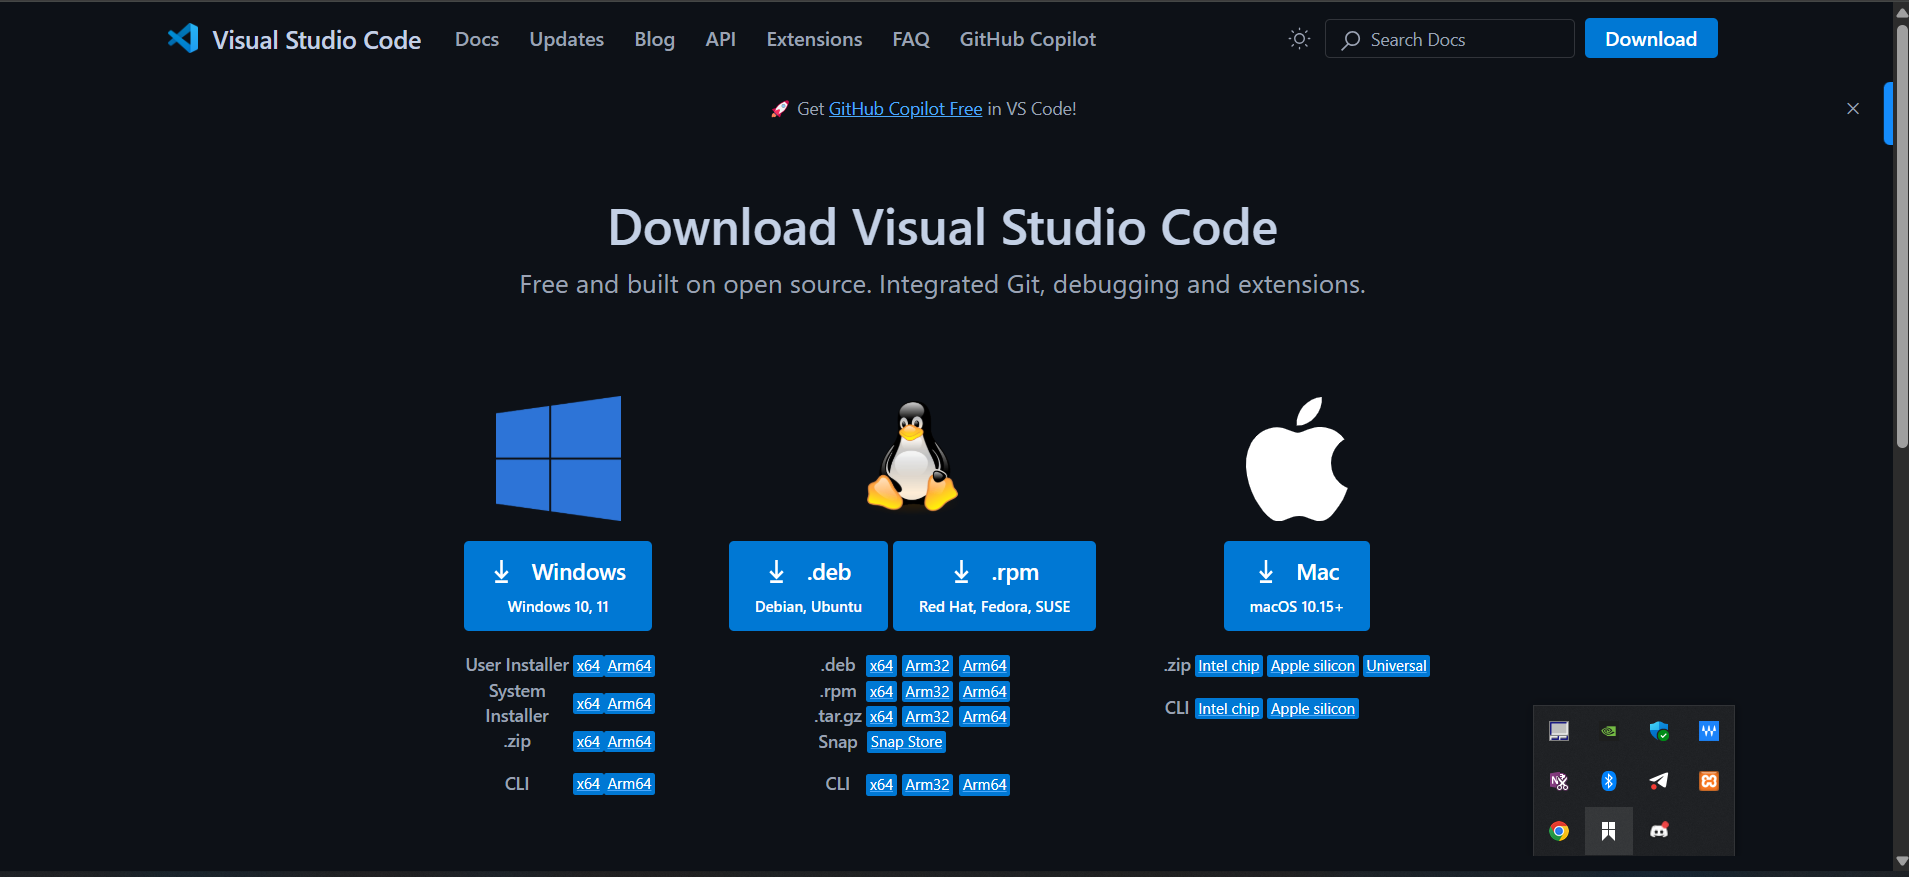 Visual Studio Code Docs Updates Blog API Extensions FAQ GitHub Copilot Search Docs Download
🚀 Get GitHub Copilot Free in VS Code!
Download Visual Studio Code
Free and built on open source. Integrated Git, debugging and extensions.
Windows
Windows 10, 11
User Installer x64 Arm64
System
Installer x64 Arm64
.zip x64 Arm64
CLI x64 Arm64
.deb
Debian, Ubuntu
.rpm
Red Hat, Fedora, SUSE
.deb x64 Arm32 Arm64
.rpm x64 Arm32 Arm64
.tar.gz x64 Arm32 Arm64
Snap Snap Store
CLI x64 Arm32 Arm64
Mac
macOS 10.15+
.zip Intel chip Apple silicon Universal
CLI Intel chip Apple silicon